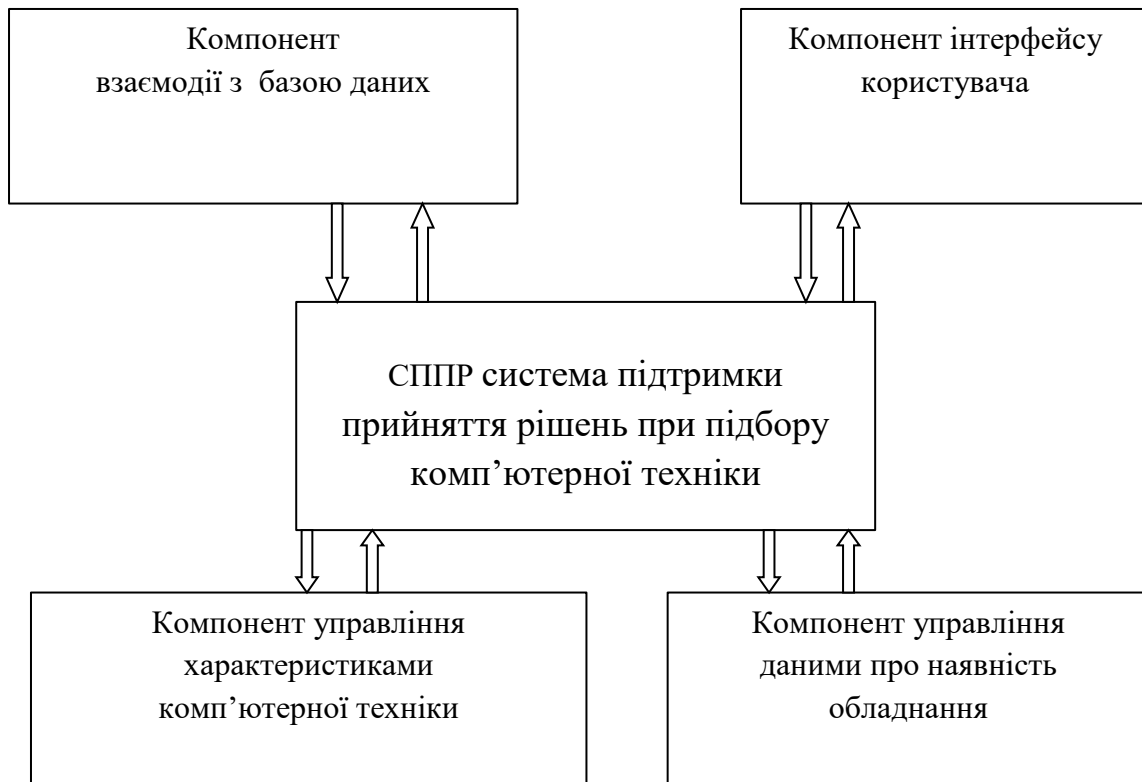 Компонент
взаємодії з базою даних
Компонент інтерфейсу
користувача
СППР система підтримки
прийняття рішень при підбору
комп’ютерної техніки
Компонент управління
характеристиками
комп’ютерної техніки
Компонент управління
даними про наявність
обладнання